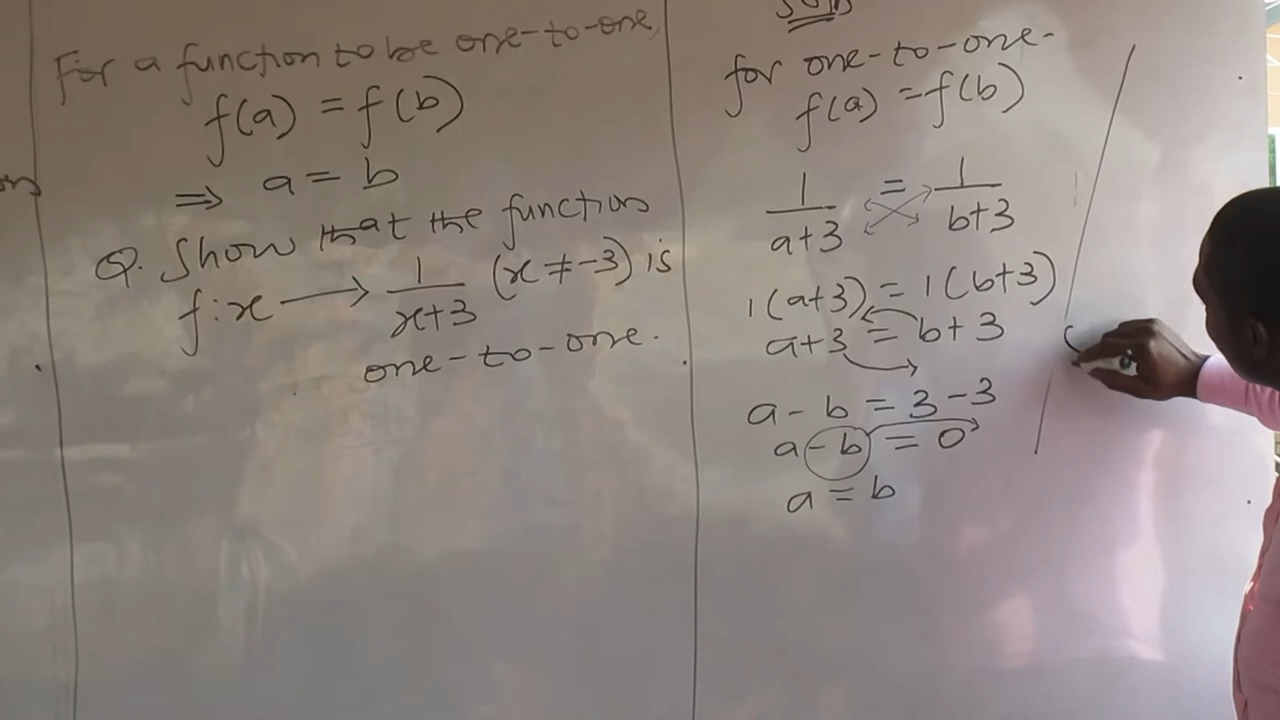 For a function to be one-to-one,
f(a) = f(b)
⇒ a = b
Q. Show that the function
f:x → 1/(x+3) (x ≠ -3) is
one-to-one.
Soln
for one-to-one-
f(a) = f(b)
1/(a+3) = 1/(b+3)
1(a+3) = 1(b+3)
a+3 = b+3
a - b = 3 - 3
a - b = 0
a = b